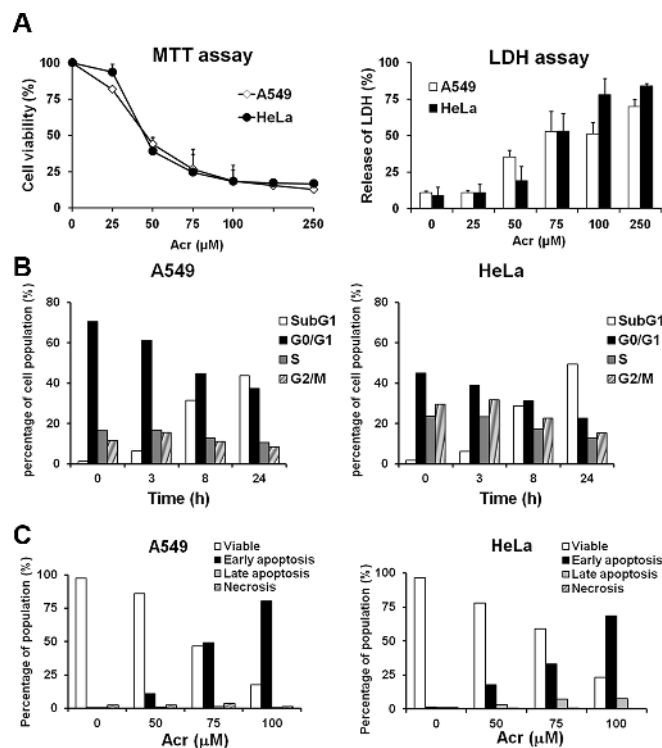 A
MTT assay
Cell viability (%)
100
75
50
25
0
A549
HeLa
0 25 50 75 100 250
Acr (µM)
LDH assay
Release of LDH (%)
100
75
50
25
0
A549
HeLa
0 25 50 75 100 250
Acr (µM)
B
A549
percentage of cell population (%)
80
60
40
20
0
SubG1
G0/G1
S
G2/M
0 3 8 24
Time (h)
HeLa
percentage of cell population (%)
80
60
40
20
0
SubG1
G0/G1
S
G2/M
0 3 8 24
Time (h)
C
A549
Percentage of population (%)
100
75
50
25
0
Viable
Early apoptosis
Late apoptosis
Necrosis
0 50 75 100
Acr (µM)
HeLa
Percentage of population (%)
100
75
50
25
0
Viable
Early apoptosis
Late apoptosis
Necrosis
0 50 75 100
Acr (µM)